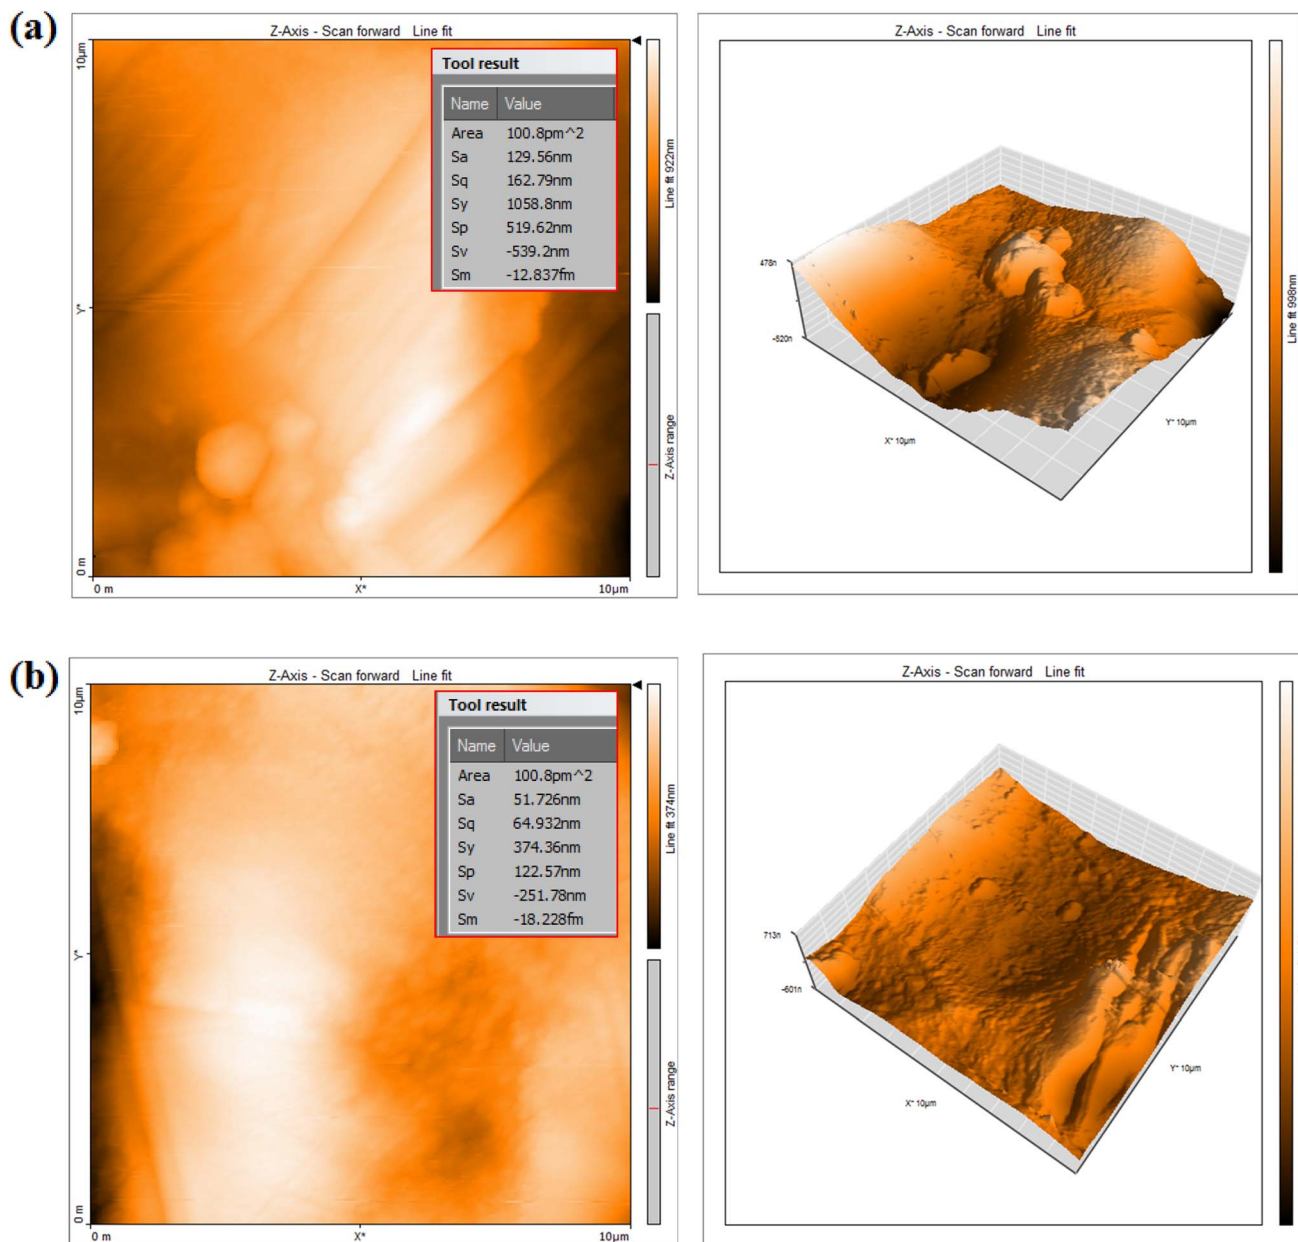 (a)
Z-Axis - Scan forward Line fit
10µm
Y*
0 m
0 m
X*
10µm
Tool result
Name Value
Area 100.8pm^2
Sa 129.56nm
Sq 162.79nm
Sy 1058.8nm
Sp 519.62nm
Sv -539.2nm
Sm -12.837fm
Line fit 922nm
Z-Axis range
Z-Axis - Scan forward Line fit
478n
-520n
X* 10µm
Y* 10µm
Line fit 998nm
(b)
Z-Axis - Scan forward Line fit
10µm
Y*
0 m
0 m
X*
10µm
Tool result
Name Value
Area 100.8pm^2
Sa 51.726nm
Sq 64.932nm
Sy 374.36nm
Sp 122.57nm
Sv -251.78nm
Sm -18.228fm
Line fit 374nm
Z-Axis range
Z-Axis - Scan forward Line fit
713n
-601n
X* 10µm
Y* 10µm